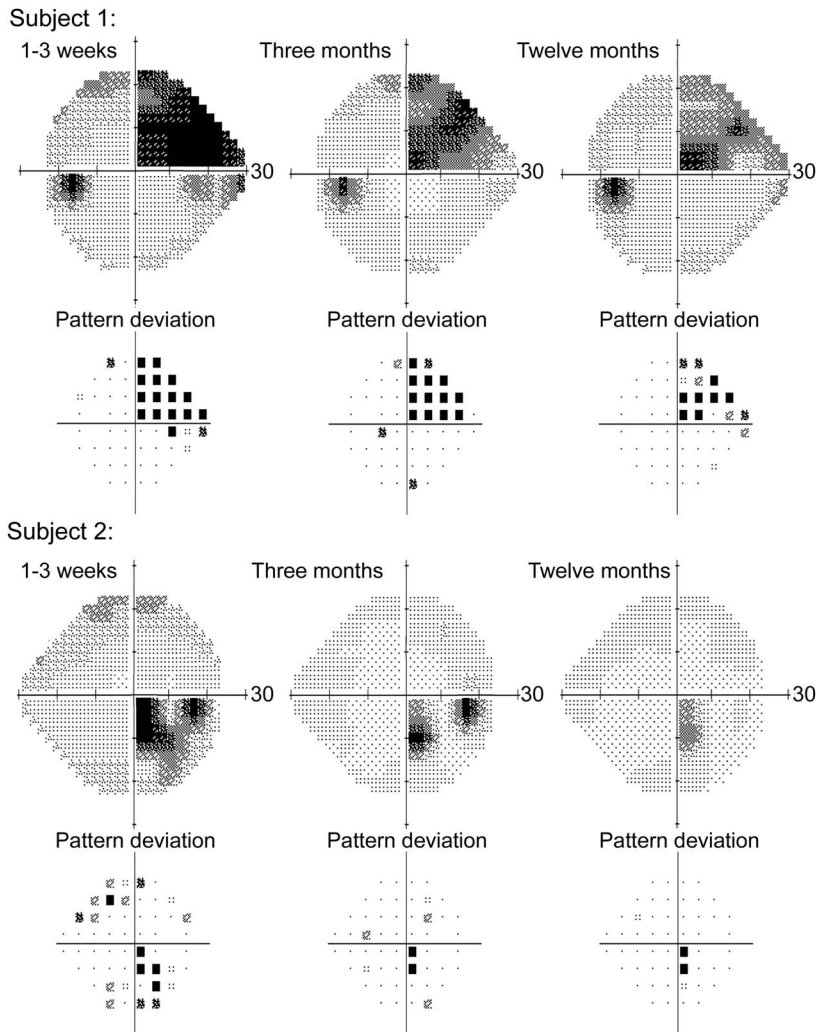 Subject 1:
1-3 weeks
Three months
Twelve months
30
30
30
Pattern deviation
Pattern deviation
Pattern deviation
Subject 2:
1-3 weeks
Three months
Twelve months
30
30
30
Pattern deviation
Pattern deviation
Pattern deviation